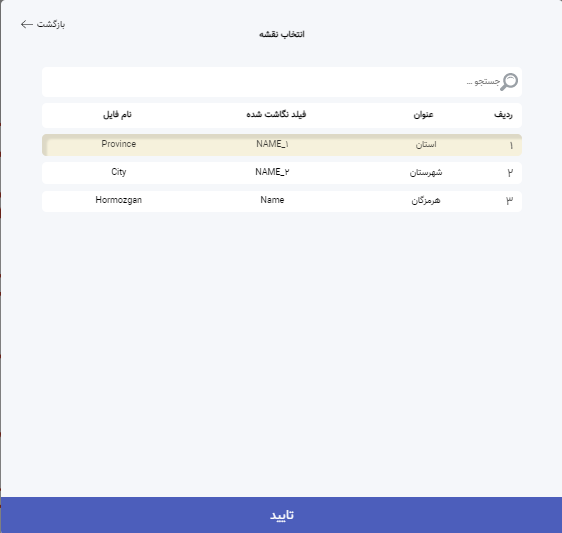 بازگشت
انتخاب نقشه
جستجو ...
ردیف عنوان فیلد نگاشت شده نام فایل
۱ استان NAME_۱ Province
۲ شهرستان NAME_۲ City
۳ هرمزگان Name Hormozgan
تایید